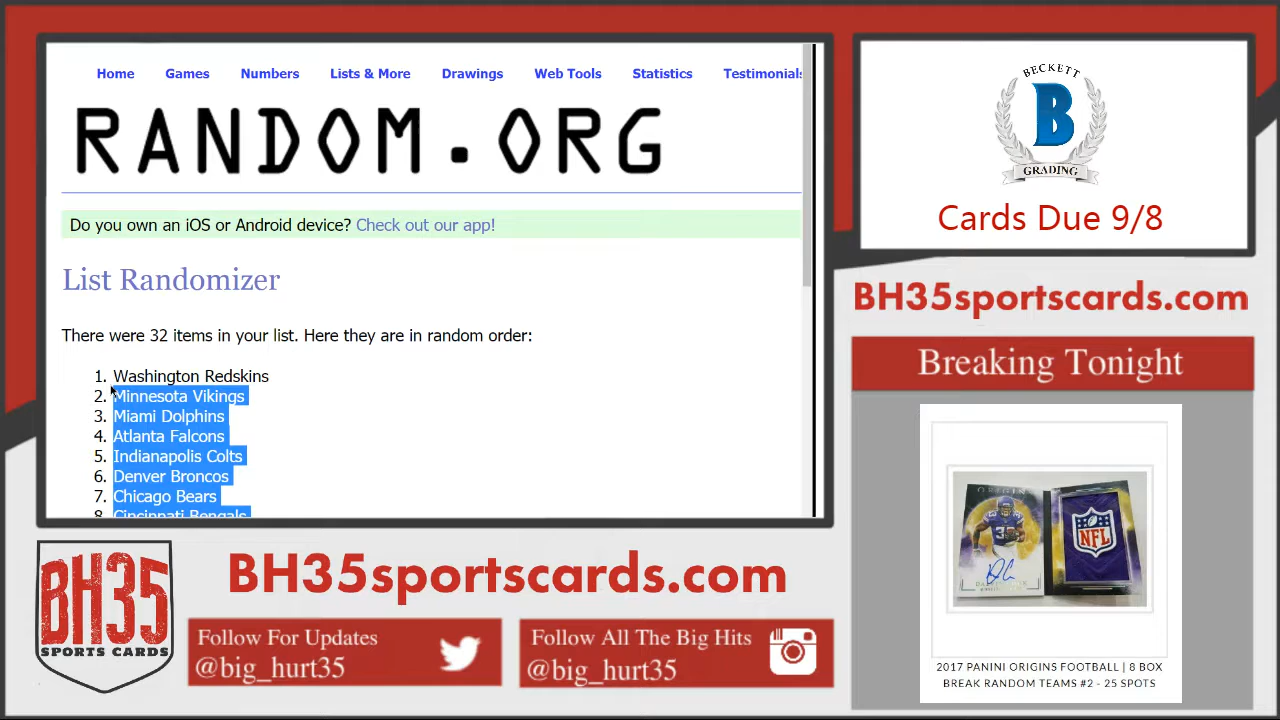 Home Games Numbers Lists & More Drawings Web Tools Statistics Testimonials
RANDOM.ORG
Do you own an iOS or Android device? Check out our app!
List Randomizer
There were 32 items in your list. Here they are in random order:
1. Washington Redskins
2. Minnesota Vikings
3. Miami Dolphins
4. Atlanta Falcons
5. Indianapolis Colts
6. Denver Broncos
7. Chicago Bears
8. Cincinnati Bengals
BECKETT
B
GRADING
Cards Due 9/8
BH35sportscards.com
Breaking Tonight
ORIGINS
NFL
2017 PANINI ORIGINS FOOTBALL | 8 BOX
BREAK RANDOM TEAMS #2 - 25 SPOTS
BH35
SPORTS CARDS
BH35sportscards.com
Follow For Updates
@big_hurt35
Follow All The Big Hits
@big_hurt35